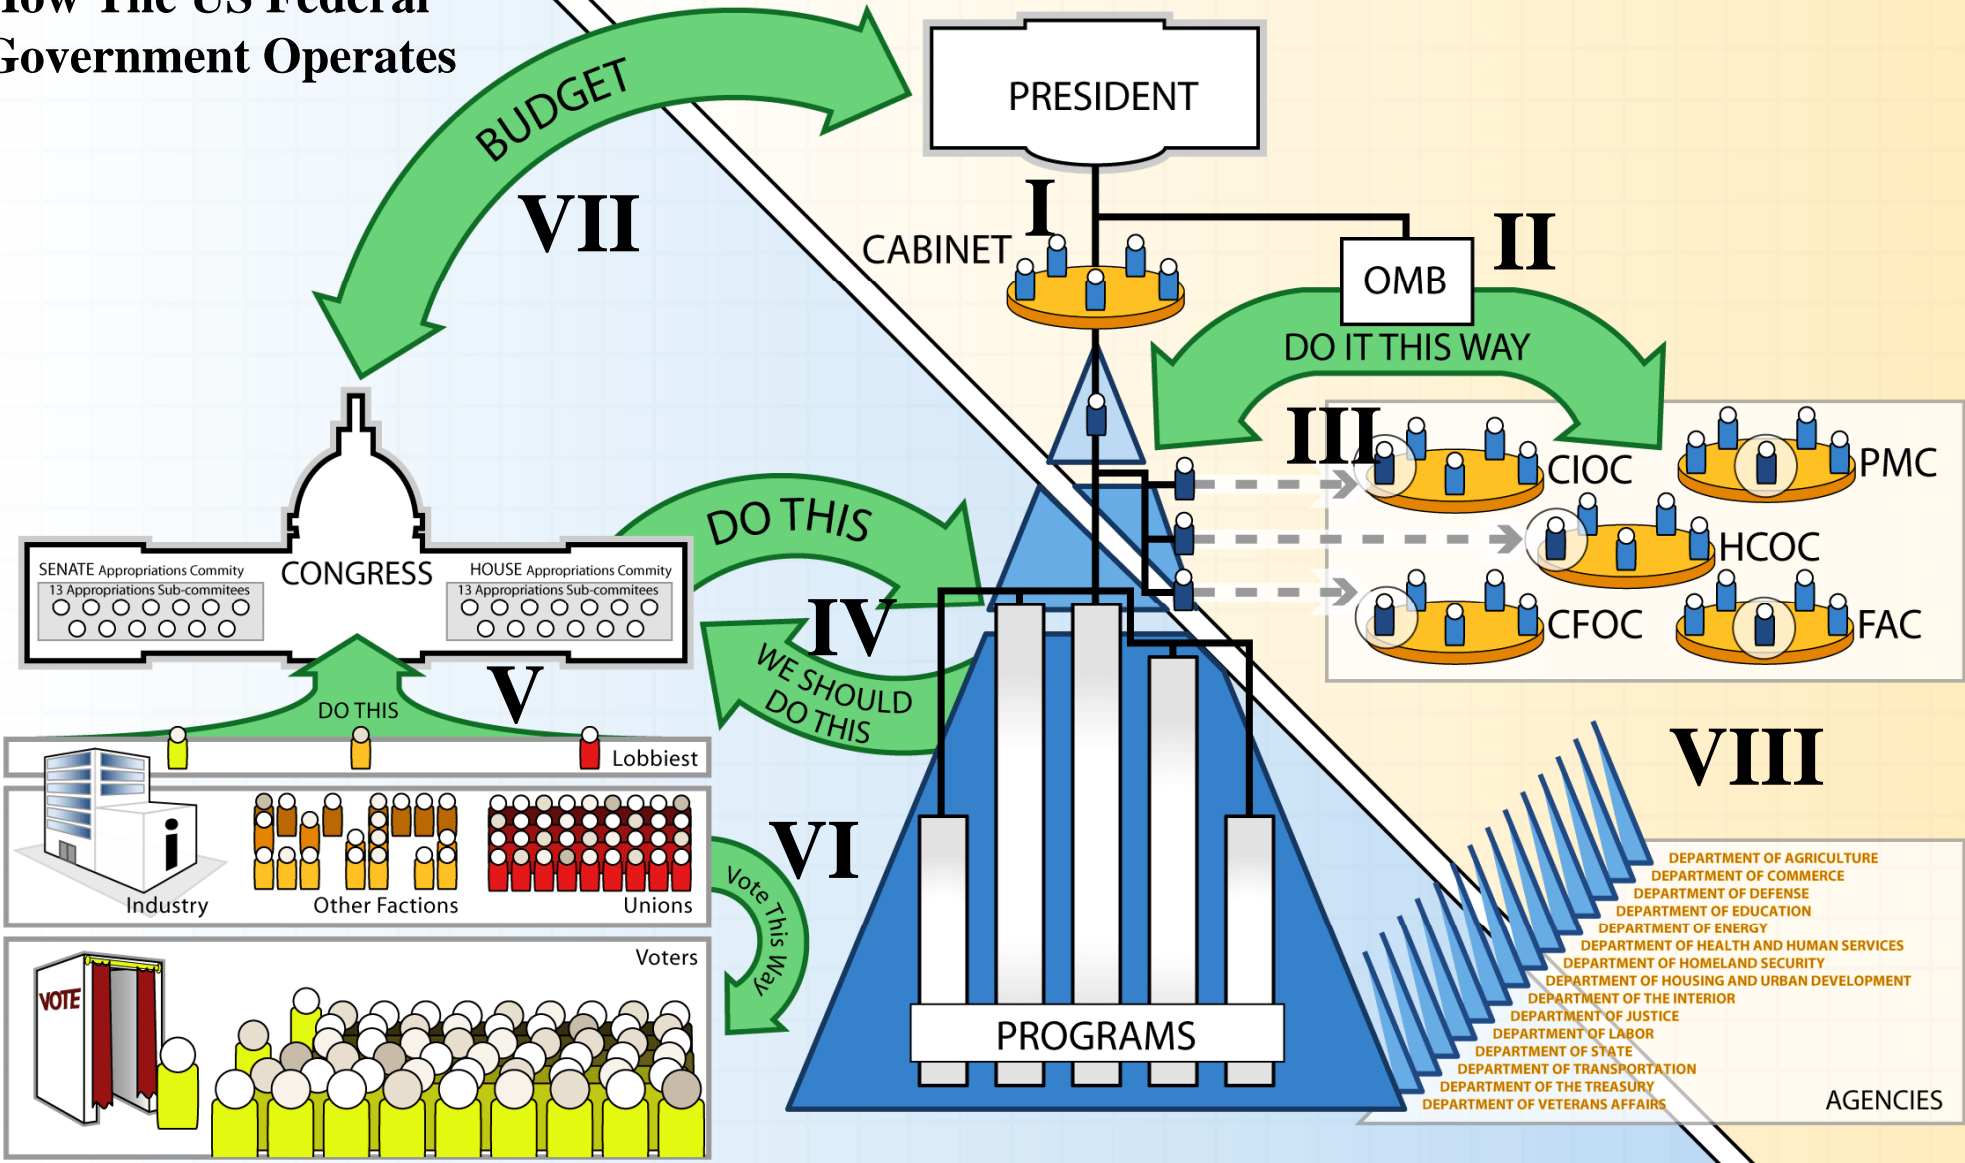 How The US Federal
Government Operates
BUDGET
PRESIDENT
VII
I
II
CABINET
OMB
DO IT THIS WAY
III
CIOC
PMC
HCOC
CFOC
FAC
DO THIS
CONGRESS
SENATE Appropriations Commity
13 Appropriations Sub-commitees
HOUSE Appropriations Commity
13 Appropriations Sub-commitees
IV
WE SHOULD
DO THIS
V
DO THIS
Lobbiest
i
Industry
Other Factions
Unions
VI
Vote This Way
Voters
VOTE
PROGRAMS
VIII
DEPARTMENT OF AGRICULTURE
DEPARTMENT OF COMMERCE
DEPARTMENT OF DEFENSE
DEPARTMENT OF EDUCATION
DEPARTMENT OF ENERGY
DEPARTMENT OF HEALTH AND HUMAN SERVICES
DEPARTMENT OF HOMELAND SECURITY
DEPARTMENT OF HOUSING AND URBAN DEVELOPMENT
DEPARTMENT OF THE INTERIOR
DEPARTMENT OF JUSTICE
DEPARTMENT OF LABOR
DEPARTMENT OF STATE
DEPARTMENT OF TRANSPORTATION
DEPARTMENT OF THE TREASURY
DEPARTMENT OF VETERANS AFFAIRS
AGENCIES